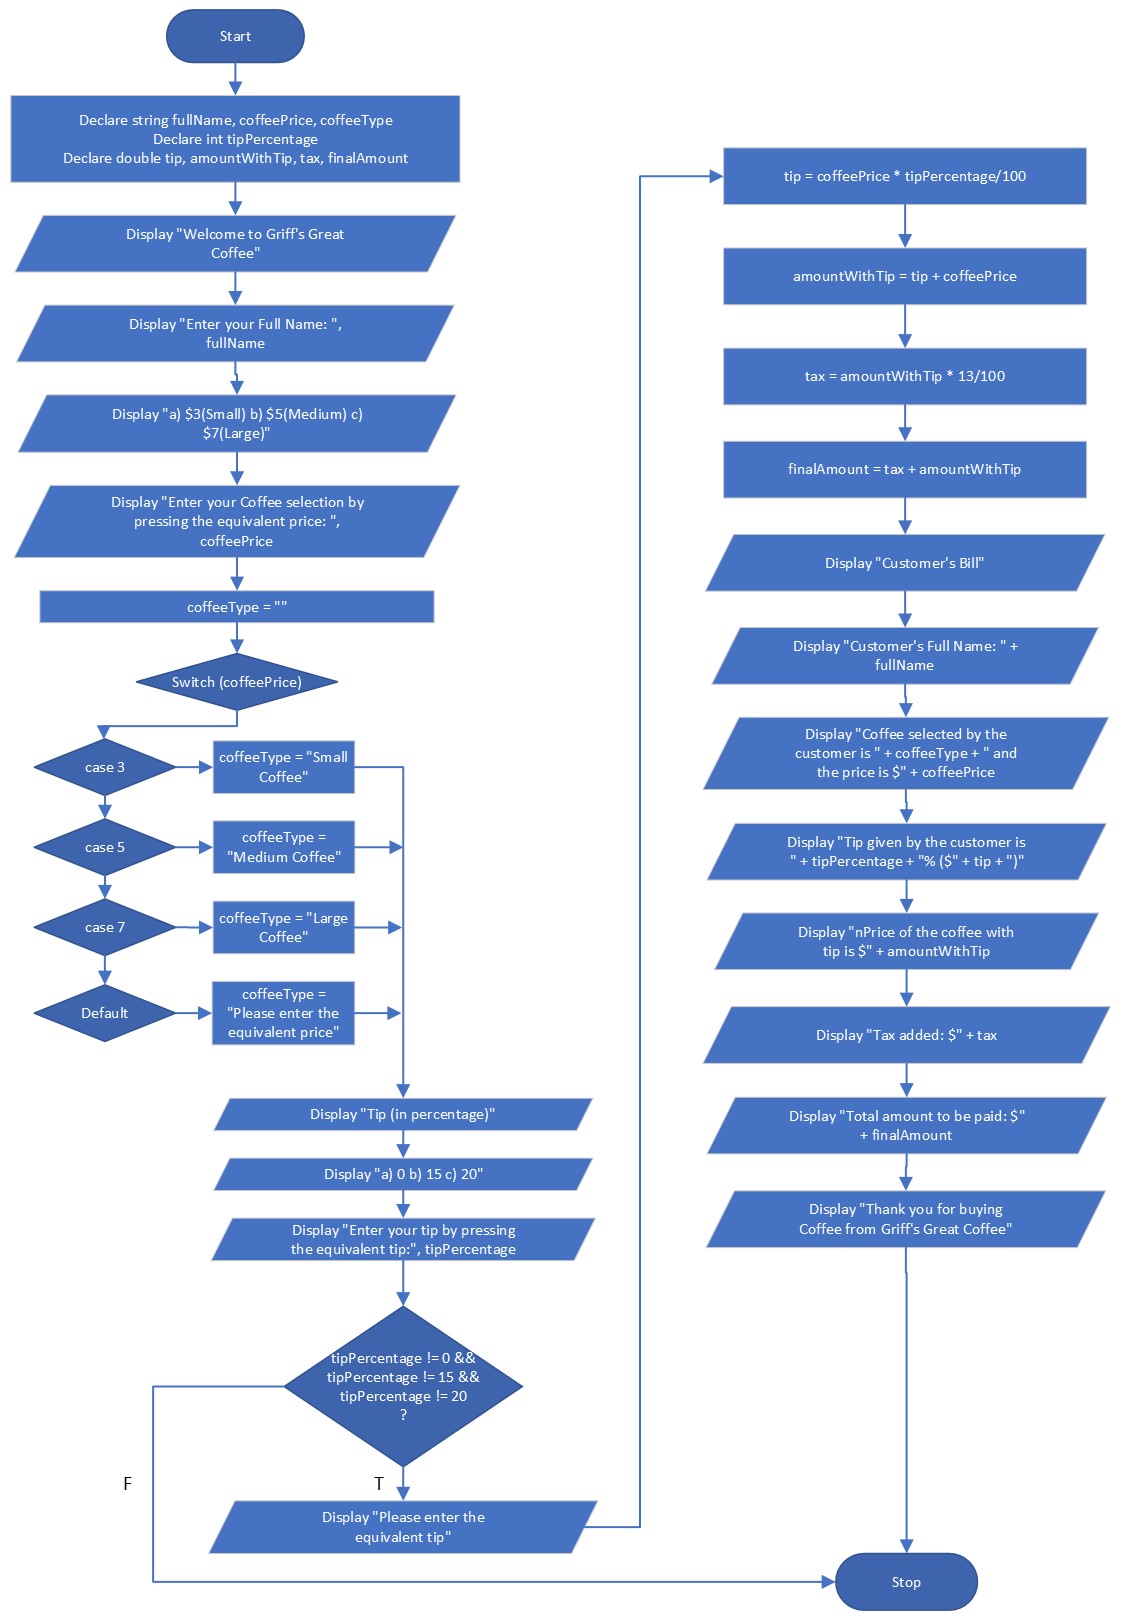 Start
Declare string fullName, coffeePrice, coffeeType
Declare int tipPercentage
Declare double tip, amountWithTip, tax, finalAmount
Display "Welcome to Griff's Great
Coffee"
Display "Enter your Full Name: ",
fullName
Display "a) $3(Small) b) $5(Medium) c)
$7(Large)"
Display "Enter your Coffee selection by
pressing the equivalent price: ",
coffeePrice
coffeeType = ""
Switch (coffeePrice)
case 3
coffeeType = "Small
Coffee"
case 5
coffeeType =
"Medium Coffee"
case 7
coffeeType = "Large
Coffee"
Default
coffeeType =
"Please enter the
equivalent price"
Display "Tip (in percentage)"
Display "a) 0 b) 15 c) 20"
Display "Enter your tip by pressing
the equivalent tip:", tipPercentage
tipPercentage != 0 &&
tipPercentage != 15 &&
tipPercentage != 20
?
F
T
Display "Please enter the
equivalent tip"
tip = coffeePrice * tipPercentage/100
amountWithTip = tip + coffeePrice
tax = amountWithTip * 13/100
finalAmount = tax + amountWithTip
Display "Customer's Bill"
Display "Customer's Full Name: " +
fullName
Display "Coffee selected by the
customer is " + coffeeType + " and
the price is $" + coffeePrice
Display "Tip given by the customer is
" + tipPercentage + "% ($" + tip + ")"
Display "nPrice of the coffee with
tip is $" + amountWithTip
Display "Tax added: $" + tax
Display "Total amount to be paid: $"
+ finalAmount
Display "Thank you for buying
Coffee from Griff's Great Coffee"
Stop